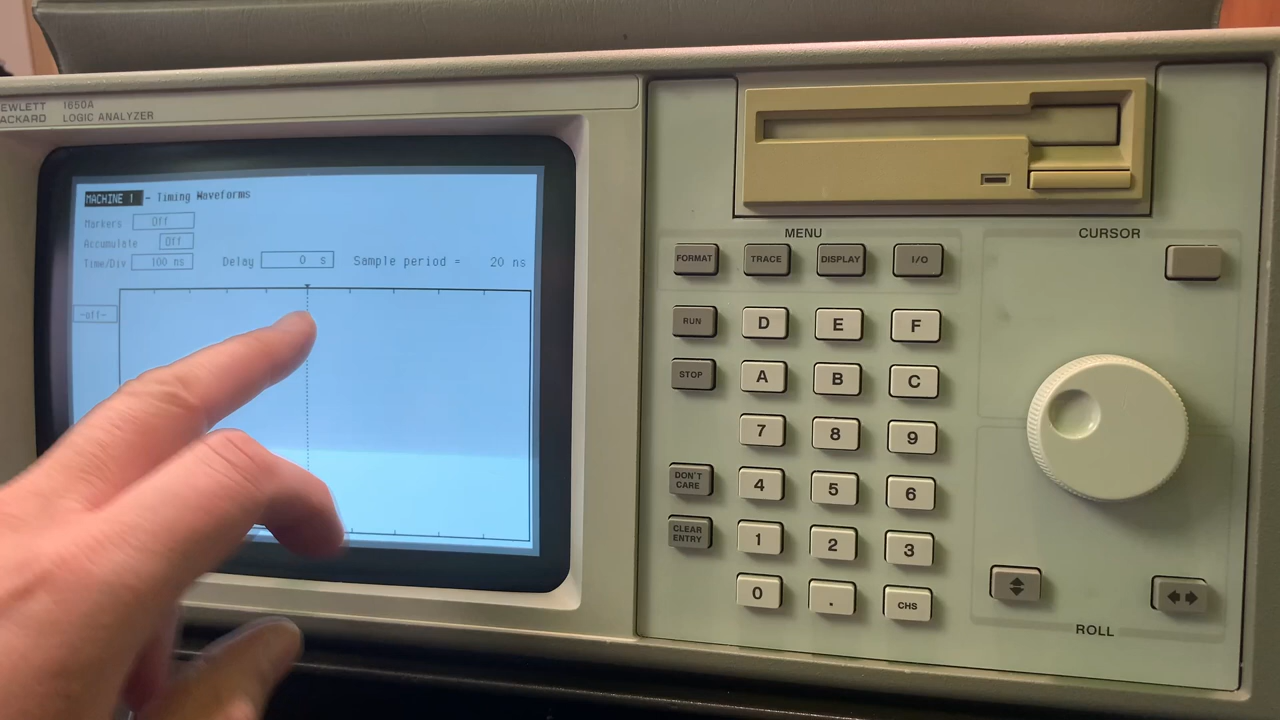 EWLETT
ACKARD
1650A
LOGIC ANALYZER
MACHINE 1 - Timing Waveforms
Markers Off
Accumulate Off
Time/Div 100 ns Delay 0 s Sample period = 20 ns
-off-
MENU
FORMAT TRACE DISPLAY I/O
RUN D E F
STOP A B C
7 8 9
DON'T
CARE
4 5 6
CLEAR
ENTRY
1 2 3
0 . CHS
CURSOR
ROLL